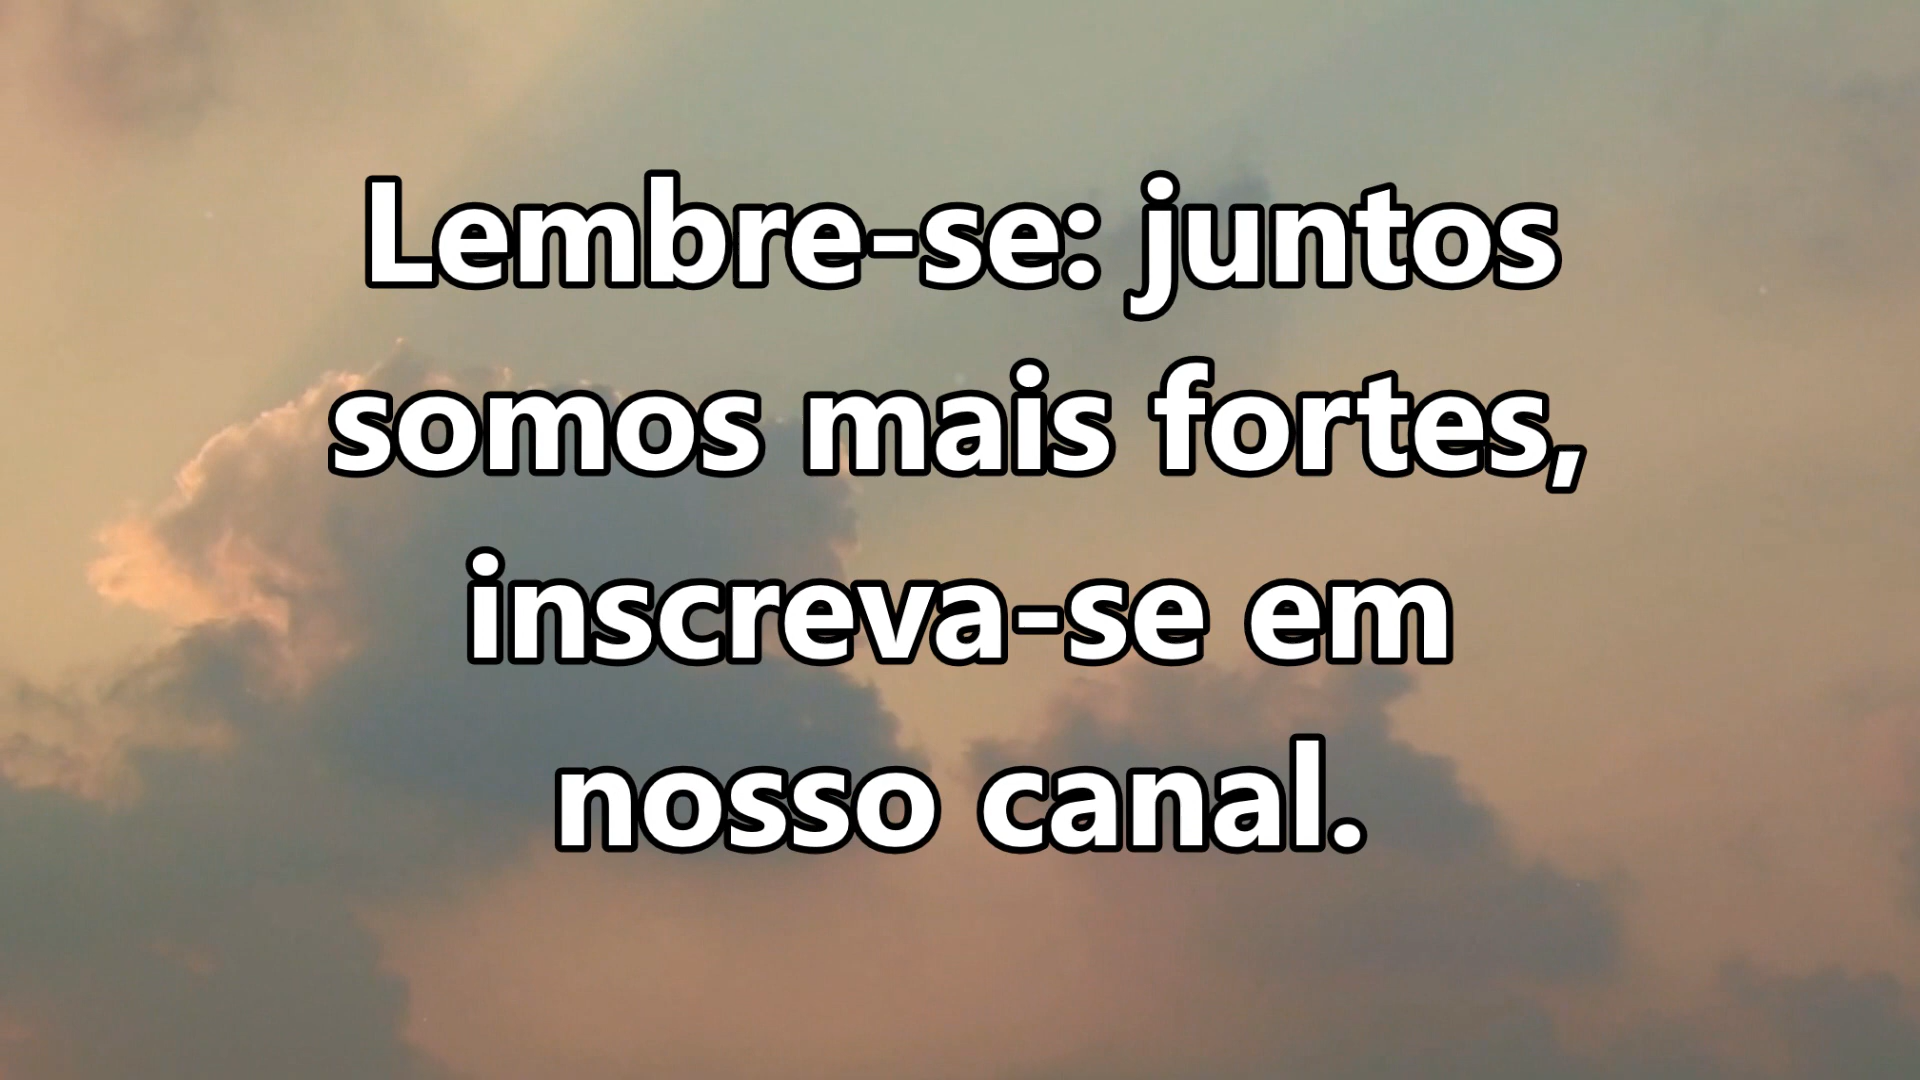 Lembre-se: juntos
somos mais fortes,
inscreva-se em
nosso canal.